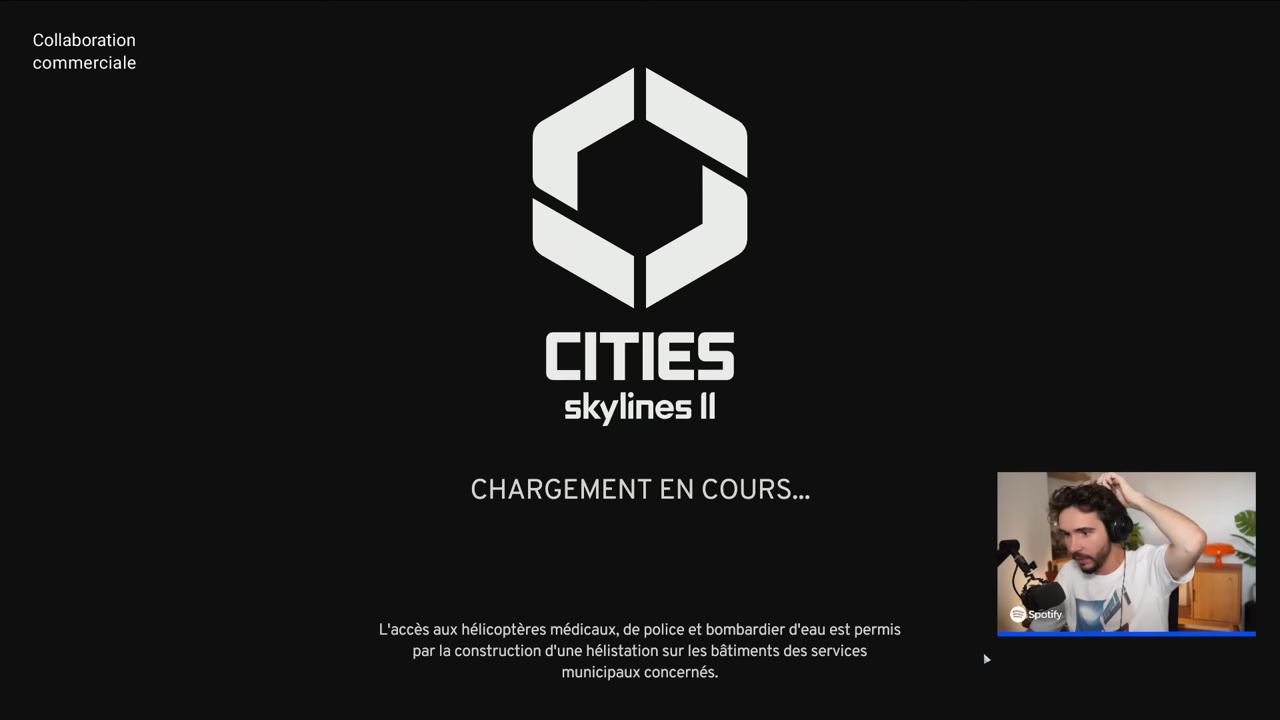 Collaboration
commerciale
CITIES
skylines II
CHARGEMENT EN COURS...
Spotify
L'accès aux hélicoptères médicaux, de police et bombardier d'eau est permis
par la construction d'une hélistation sur les bâtiments des services
municipaux concernés.